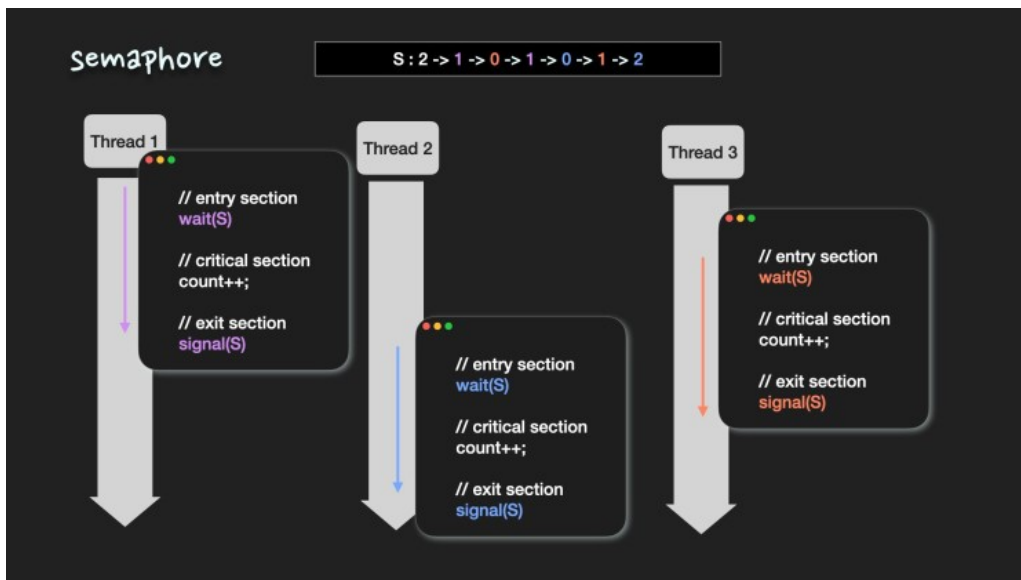 semaphore
S : 2 -> 1 -> 0 -> 1 -> 0 -> 1 -> 2
Thread 1
// entry section
wait(S)
// critical section
count++;
// exit section
signal(S)
Thread 2
// entry section
wait(S)
// critical section
count++;
// exit section
signal(S)
Thread 3
// entry section
wait(S)
// critical section
count++;
// exit section
signal(S)